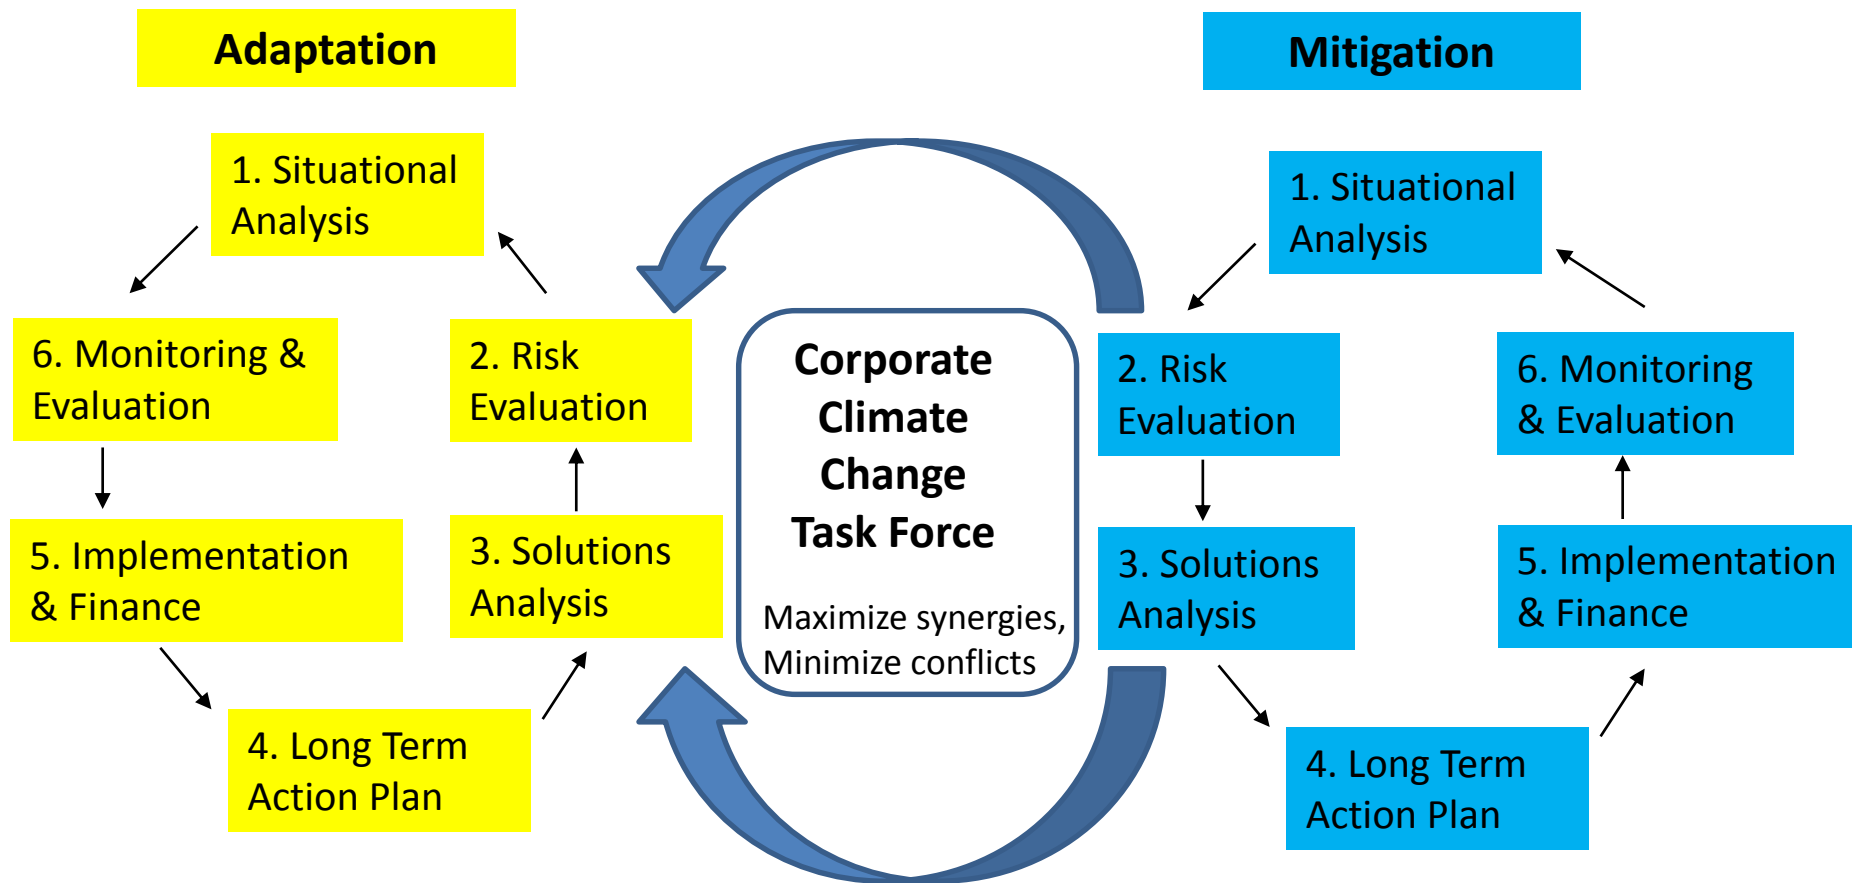 Adaptation
Mitigation
1. Situational
Analysis
6. Monitoring &
Evaluation
2. Risk
Evaluation
5. Implementation
& Finance
3. Solutions
Analysis
4. Long Term
Action Plan
Corporate
Climate
Change
Task Force
Maximize synergies,
Minimize conflicts
1. Situational
Analysis
2. Risk
Evaluation
6. Monitoring
& Evaluation
3. Solutions
Analysis
5. Implementation
& Finance
4. Long Term
Action Plan